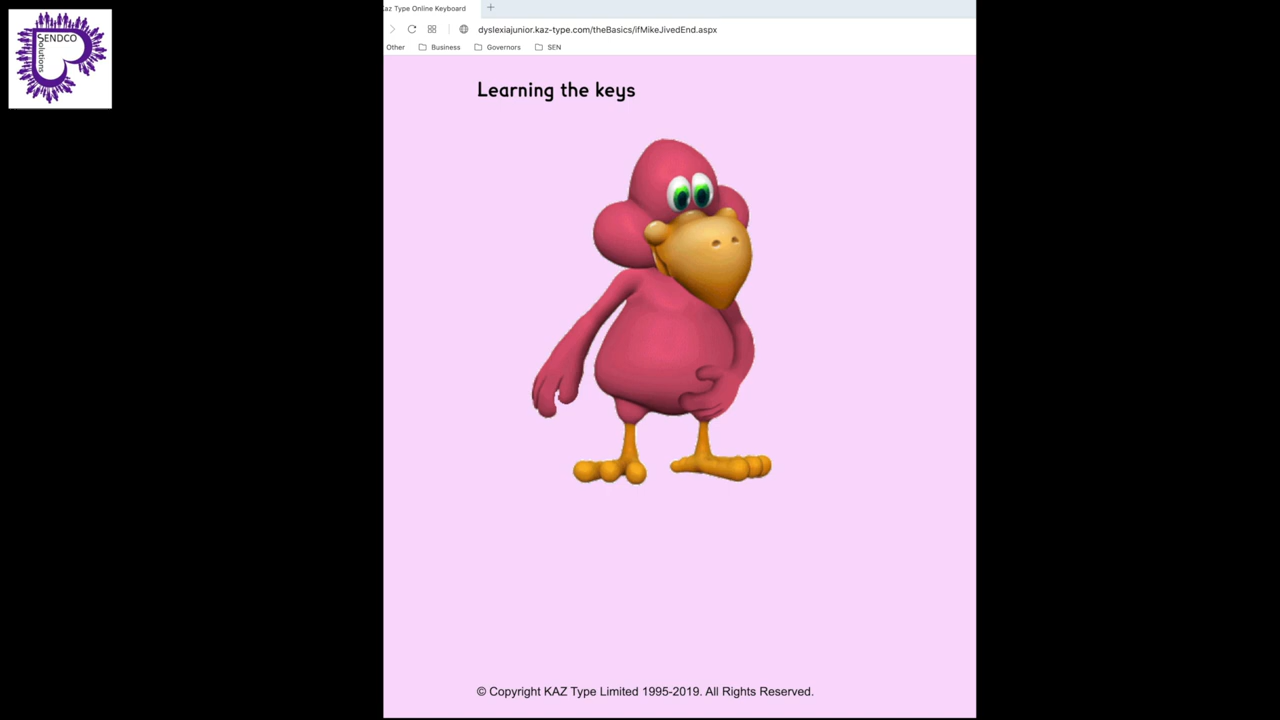 SENDCO
Solutions
Kaz Type Online Keyboard
dyslexiajunior.kaz-type.com/theBasics/ifMikeJivedEnd.aspx
Other
Business
Governors
SEN
Learning the keys
© Copyright KAZ Type Limited 1995-2019. All Rights Reserved.